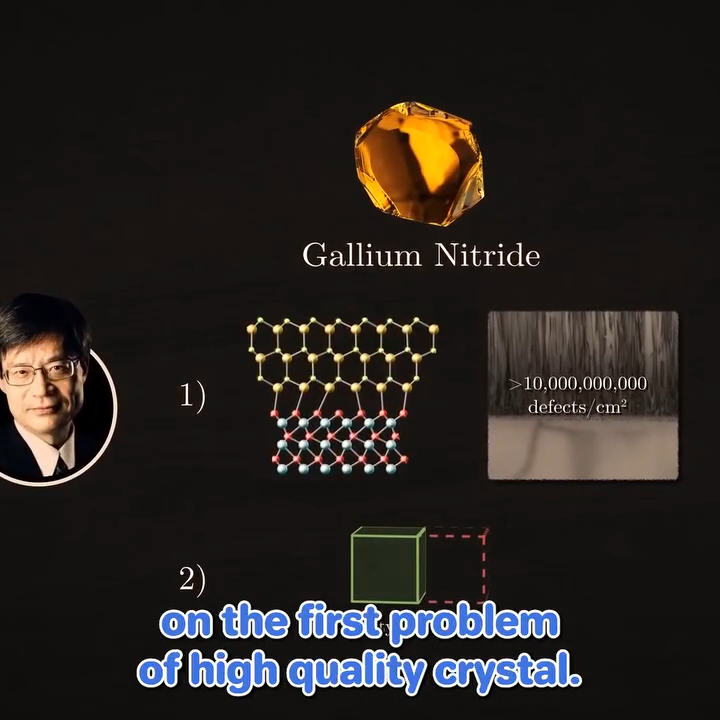 Gallium Nitride
1)
>10,000,000,000
defects/cm²
2)
on the first problem
of high quality crystal.